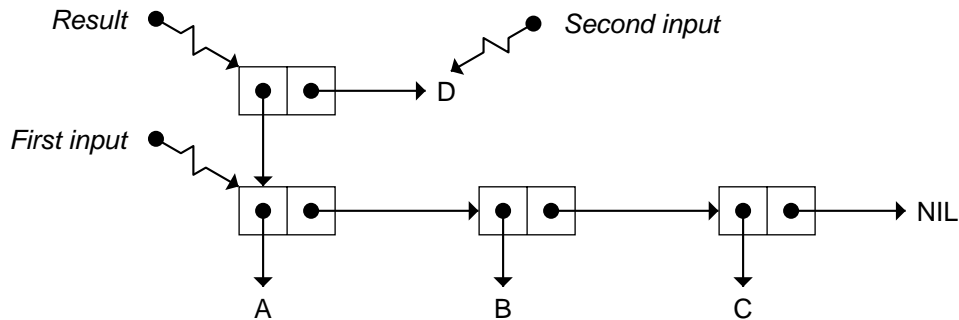 Result
Second input
D
First input
NIL
A
B
C